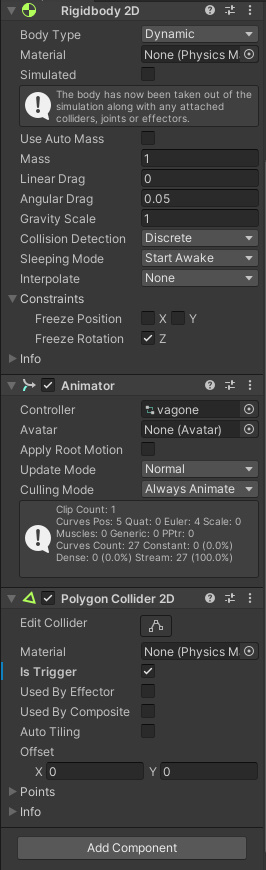 Rigidbody 2D
Body Type Dynamic
Material None (Physics M
Simulated
The body has now been taken out of the
simulation along with any attached
colliders, joints or effectors.
Use Auto Mass
Mass 1
Linear Drag 0
Angular Drag 0.05
Gravity Scale 1
Collision Detection Discrete
Sleeping Mode Start Awake
Interpolate None
Constraints
Freeze Position X Y
Freeze Rotation Z
Info
Animator
Controller vagone
Avatar None (Avatar)
Apply Root Motion
Update Mode Normal
Culling Mode Always Animate
Clip Count: 1
Curves Pos: 5 Quat: 0 Euler: 4 Scale: 0
Muscles: 0 Generic: 0 PPtr: 0
Curves Count: 27 Constant: 0 (0.0%)
Dense: 0 (0.0%) Stream: 27 (100.0%)
Polygon Collider 2D
Edit Collider
Material None (Physics M
Is Trigger
Used By Effector
Used By Composite
Auto Tiling
Offset
X 0 Y 0
Points
Info
Add Component